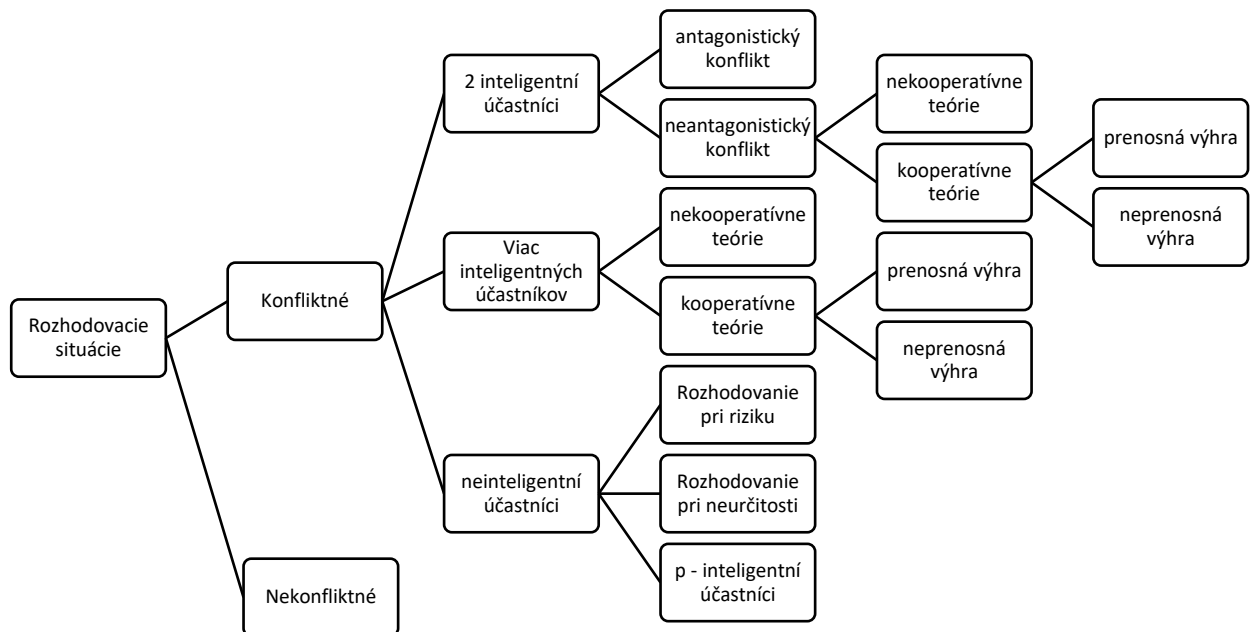 Rozhodovacie
situácie
Konfliktné
2 inteligentní
účastníci
antagonistický
konflikt
neantagonistický
konflikt
nekooperatívne
teórie
kooperatívne
teórie
prenosná výhra
neprenosná
výhra
Viac
inteligentných
účastníkov
nekooperatívne
teórie
kooperatívne
teórie
prenosná výhra
neprenosná
výhra
neinteligentní
účastníci
Rozhodovanie
pri riziku
Rozhodovanie
pri neurčitosti
p - inteligentní
účastníci
Nekonfliktné